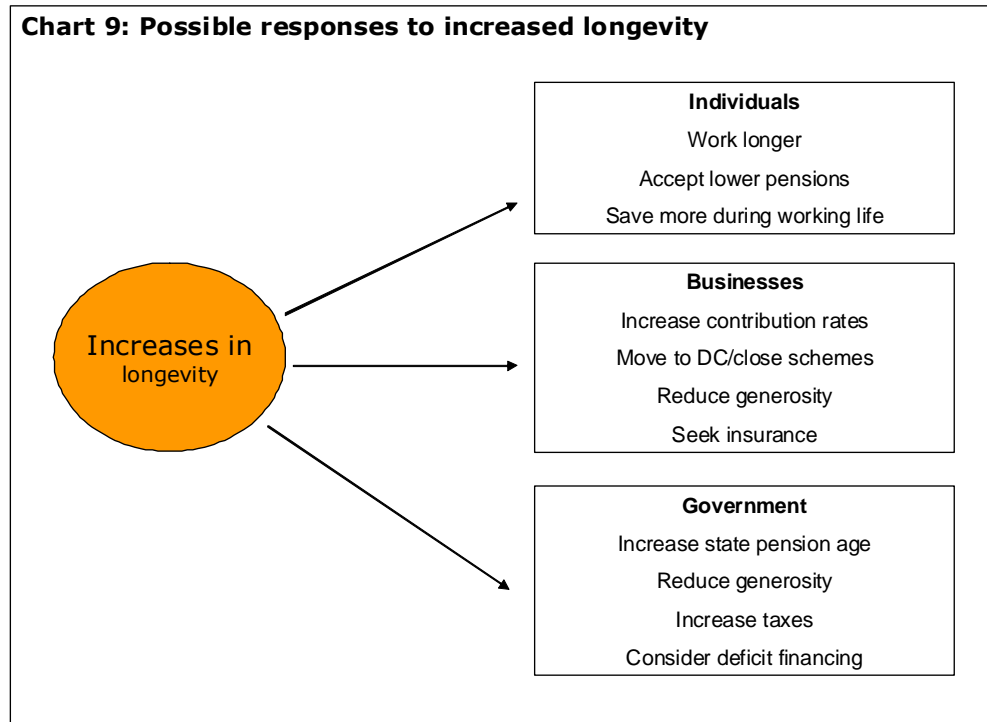 Chart 9: Possible responses to increased longevity
Increases in
longevity
Individuals
Work longer
Accept lower pensions
Save more during working life
Businesses
Increase contribution rates
Move to DC/close schemes
Reduce generosity
Seek insurance
Government
Increase state pension age
Reduce generosity
Increase taxes
Consider deficit financing